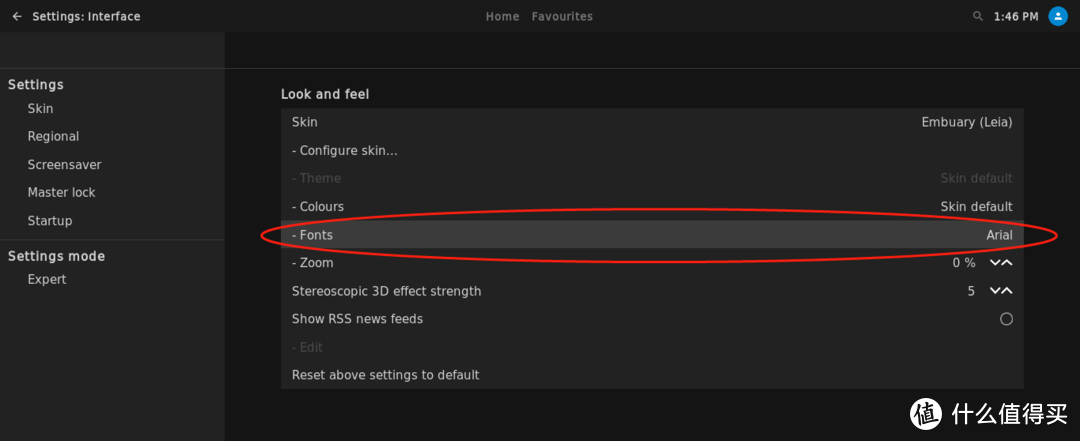 Settings: Interface
Home Favourites
1:46 PM
Settings
Skin
Regional
Screensaver
Master lock
Startup
Settings mode
Expert
Look and feel
Skin Embuary (Leia)
- Configure skin...
- Theme Skin default
- Colours Skin default
- Fonts Arial
- Zoom 0 %
Stereoscopic 3D effect strength 5
Show RSS news feeds
- Edit
Reset above settings to default
值 什么值得买